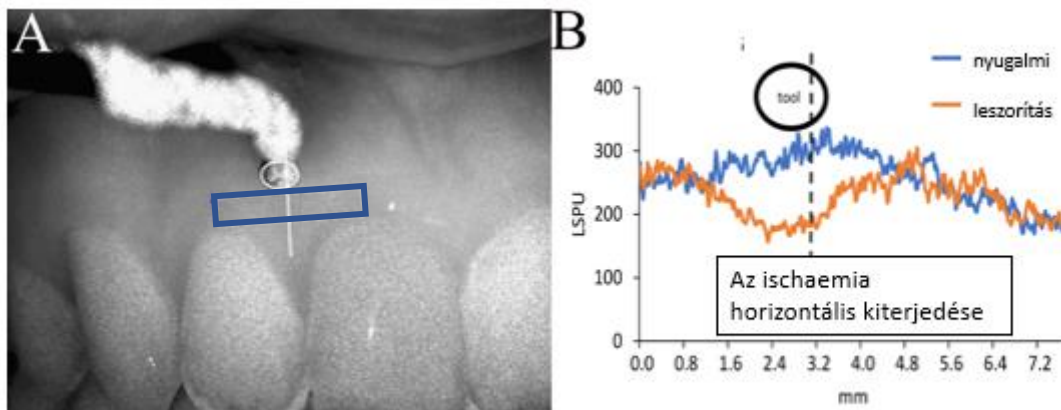 A
B
i
nyugalmi
leszorítás
tool
400
300
200
100
0
LSPU
Az ischaemia
horizontális kiterjedése
0.0 0.8 1.6 2.4 3.2 4.0 4.8 5.6 6.4 7.2
mm